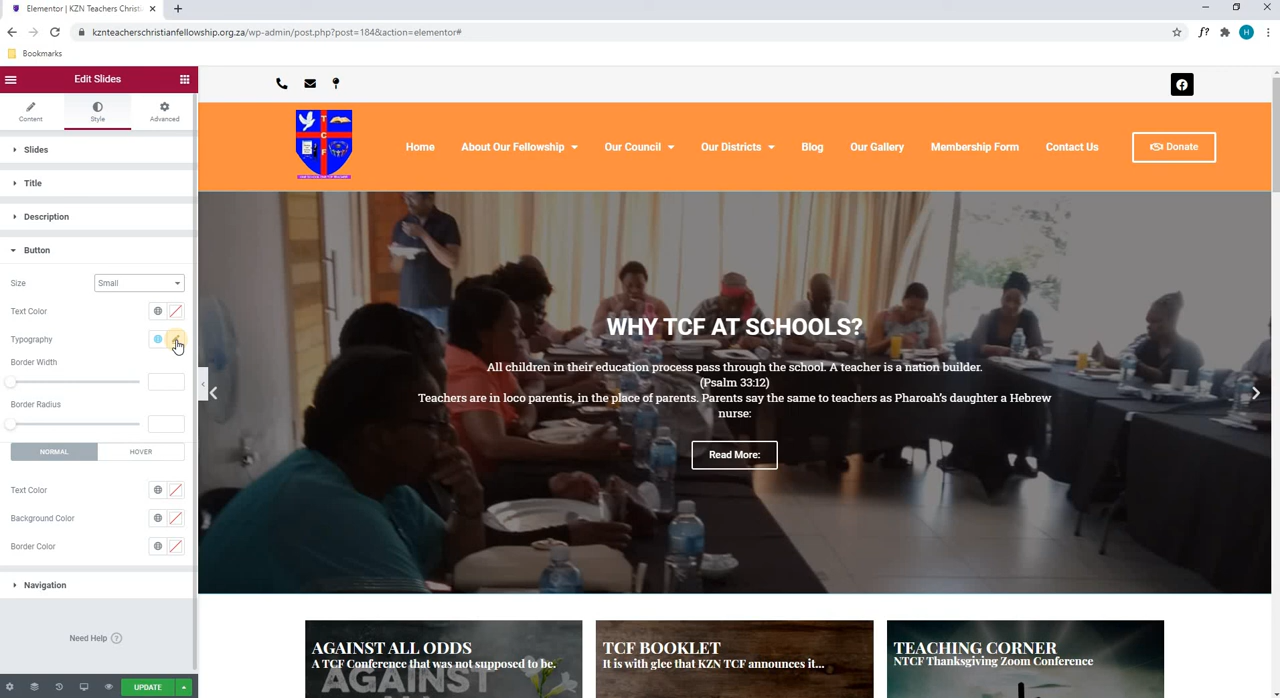 Elementor | KZN Teachers Christi
kznteacherschristianfellowship.org.za/wp-admin/post.php?post=184&action=elementor#
Bookmarks
Edit Slides
Content
Style
Advanced
Slides
Title
Description
Button
Size
Small
Text Color
Typography
Border Width
Border Radius
NORMAL
HOVER
Text Color
Background Color
Border Color
Navigation
Need Help
UPDATE
T
C
F
Home
About Our Fellowship
Our Council
Our Districts
Blog
Our Gallery
Membership Form
Contact Us
Donate
WHY TCF AT SCHOOLS?
All children in their education process pass through the school. A teacher is a nation builder.
(Psalm 33:12)
Teachers are in loco parentis, in the place of parents. Parents say the same to teachers as Pharoah's daughter a Hebrew
nurse:
Read More:
AGAINST ALL ODDS
A TCF Conference that was not supposed to be.
AGAINST
TCF BOOKLET
It is with glee that KZN TCF announces it...
TEACHING CORNER
NTCF Thanksgiving Zoom Conference